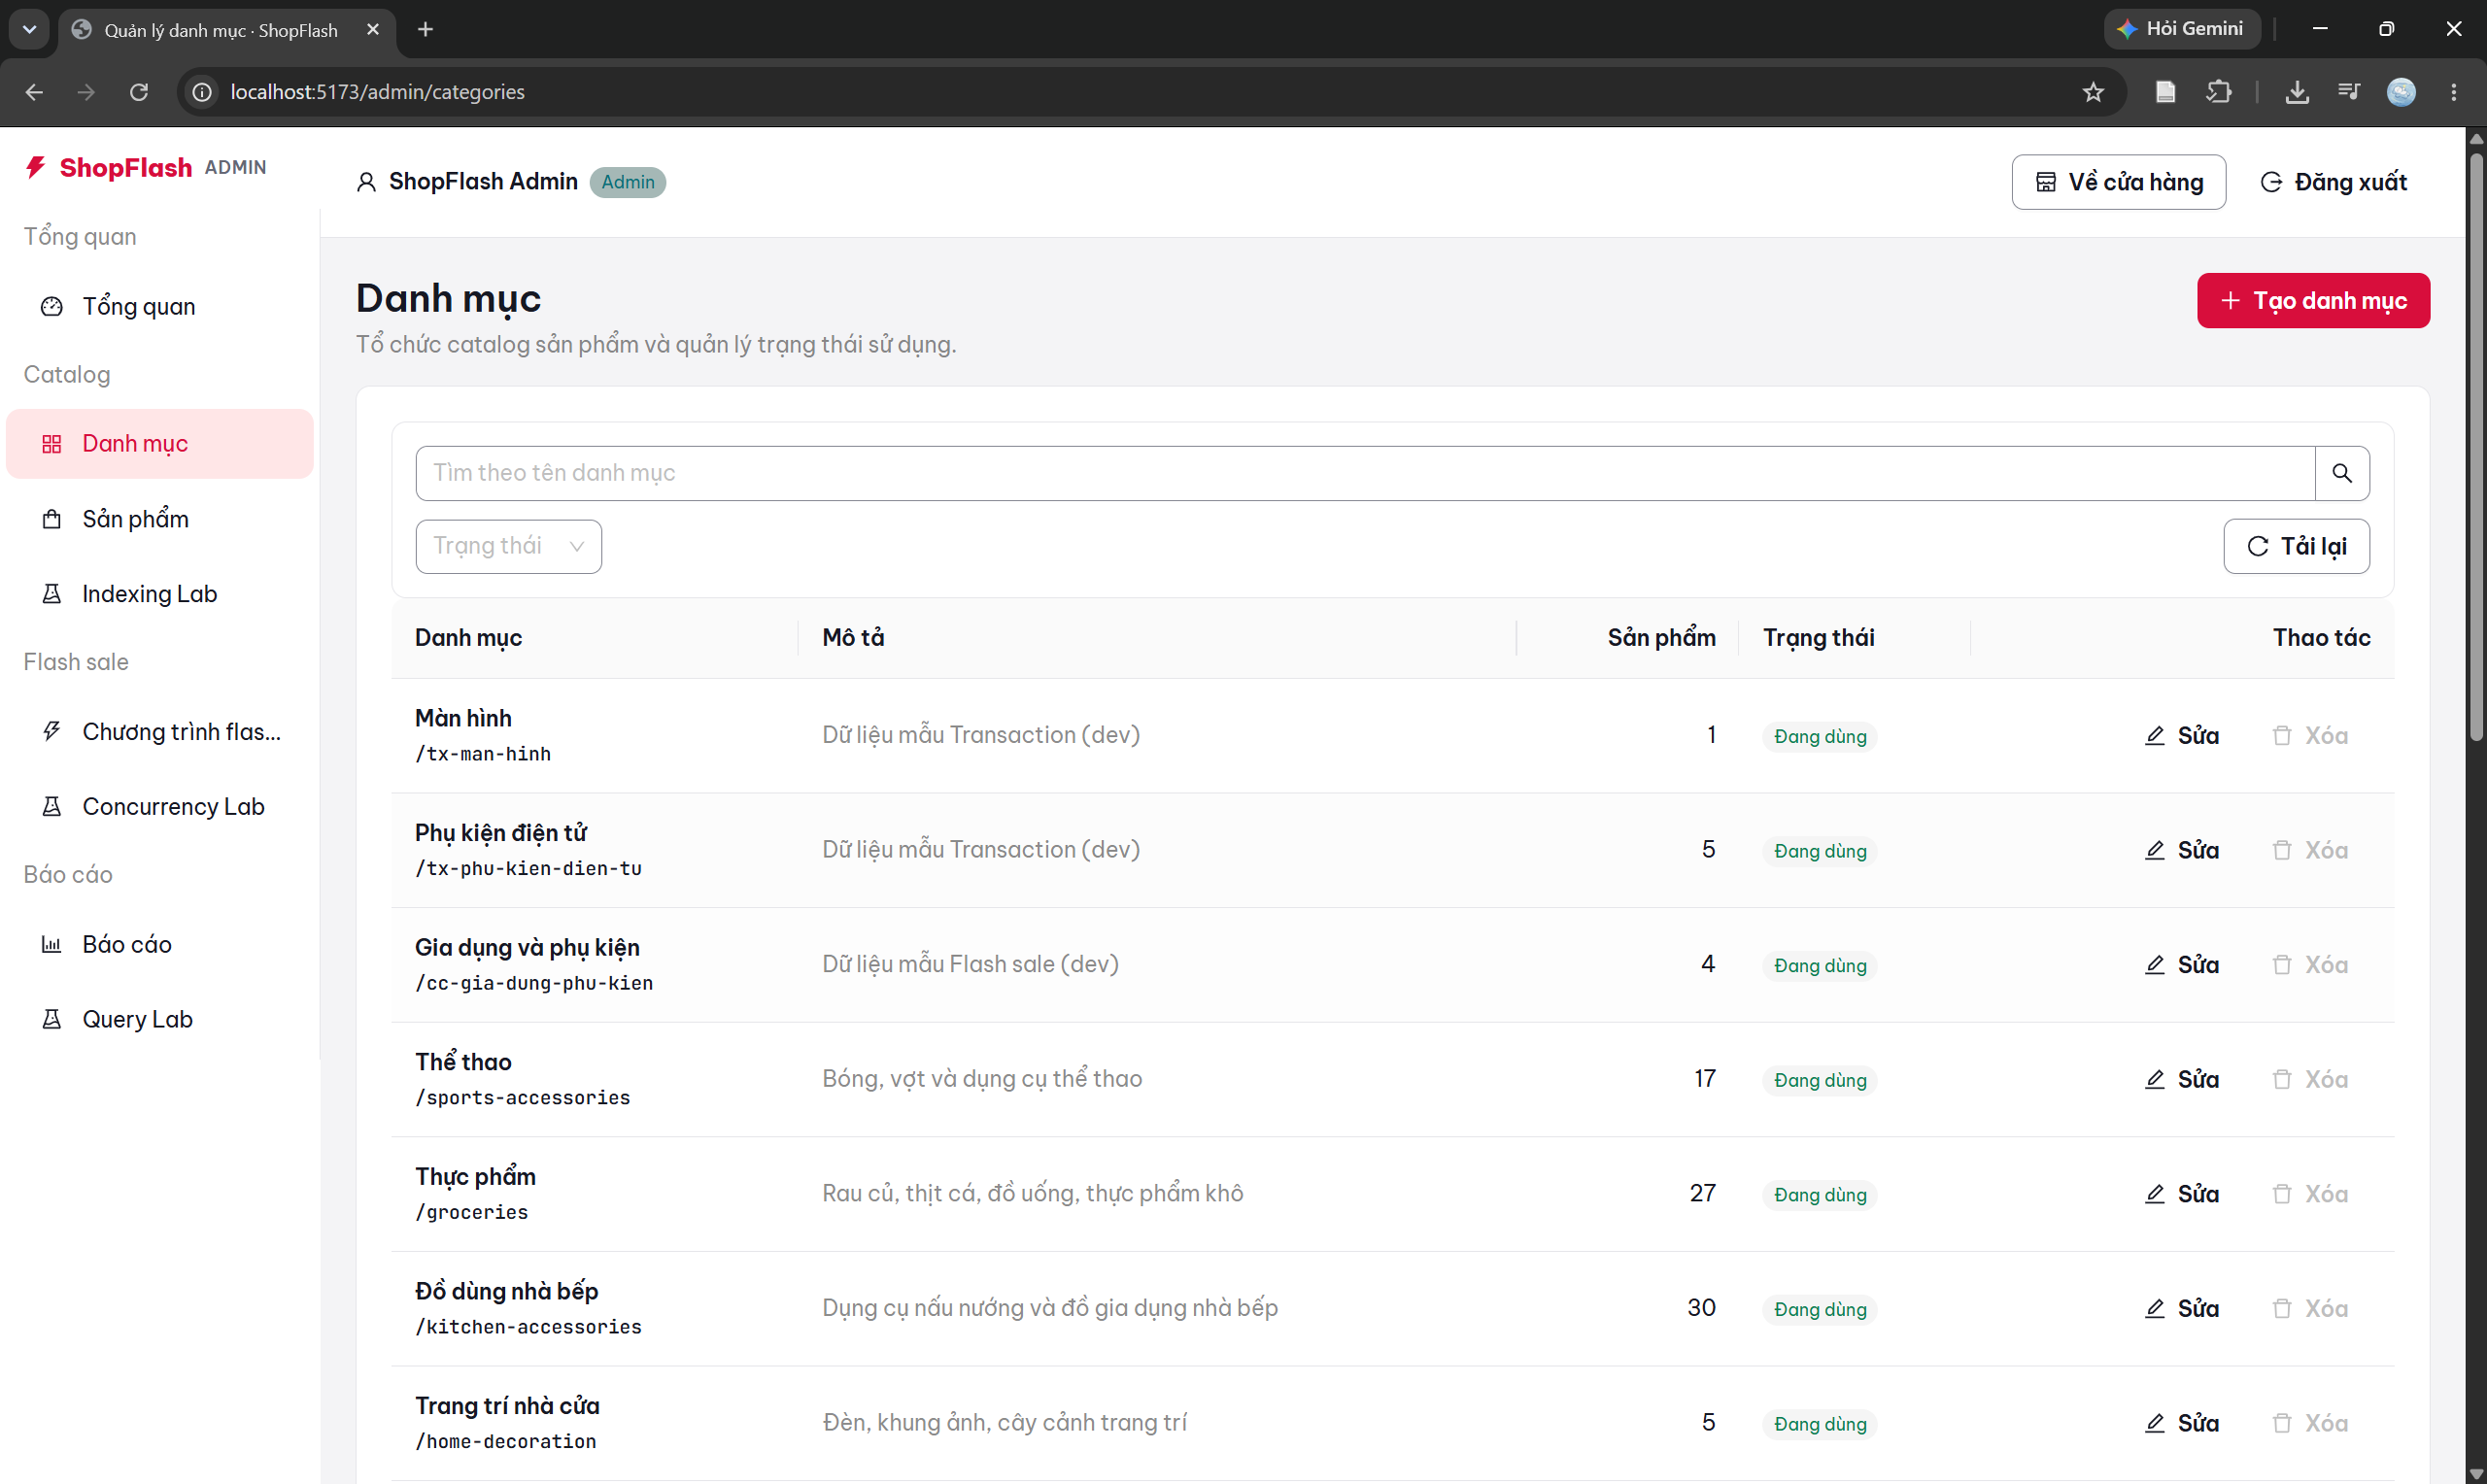 Quản lý danh mục · ShopFlash
Hỏi Gemini
localhost:5173/admin/categories
ShopFlash ADMIN
ShopFlash Admin Admin
Về cửa hàng
Đăng xuất
Tổng quan
Tổng quan
Catalog
Danh mục
Sản phẩm
Indexing Lab
Flash sale
Chương trình flas...
Concurrency Lab
Báo cáo
Báo cáo
Query Lab
Danh mục
Tổ chức catalog sản phẩm và quản lý trạng thái sử dụng.
Tạo danh mục
Tìm theo tên danh mục
Trạng thái
Tải lại
Danh mục Mô tả Sản phẩm Trạng thái Thao tác
Màn hình
/tx-man-hinh
Dữ liệu mẫu Transaction (dev) 1 Đang dùng Sửa Xóa
Phụ kiện điện tử
/tx-phu-kien-dien-tu
Dữ liệu mẫu Transaction (dev) 5 Đang dùng Sửa Xóa
Gia dụng và phụ kiện
/cc-gia-dung-phu-kien
Dữ liệu mẫu Flash sale (dev) 4 Đang dùng Sửa Xóa
Thể thao
/sports-accessories
Bóng, vợt và dụng cụ thể thao 17 Đang dùng Sửa Xóa
Thực phẩm
/groceries
Rau củ, thịt cá, đồ uống, thực phẩm khô 27 Đang dùng Sửa Xóa
Đồ dùng nhà bếp
/kitchen-accessories
Dụng cụ nấu nướng và đồ gia dụng nhà bếp 30 Đang dùng Sửa Xóa
Trang trí nhà cửa
/home-decoration
Đèn, khung ảnh, cây cảnh trang trí 5 Đang dùng Sửa Xóa